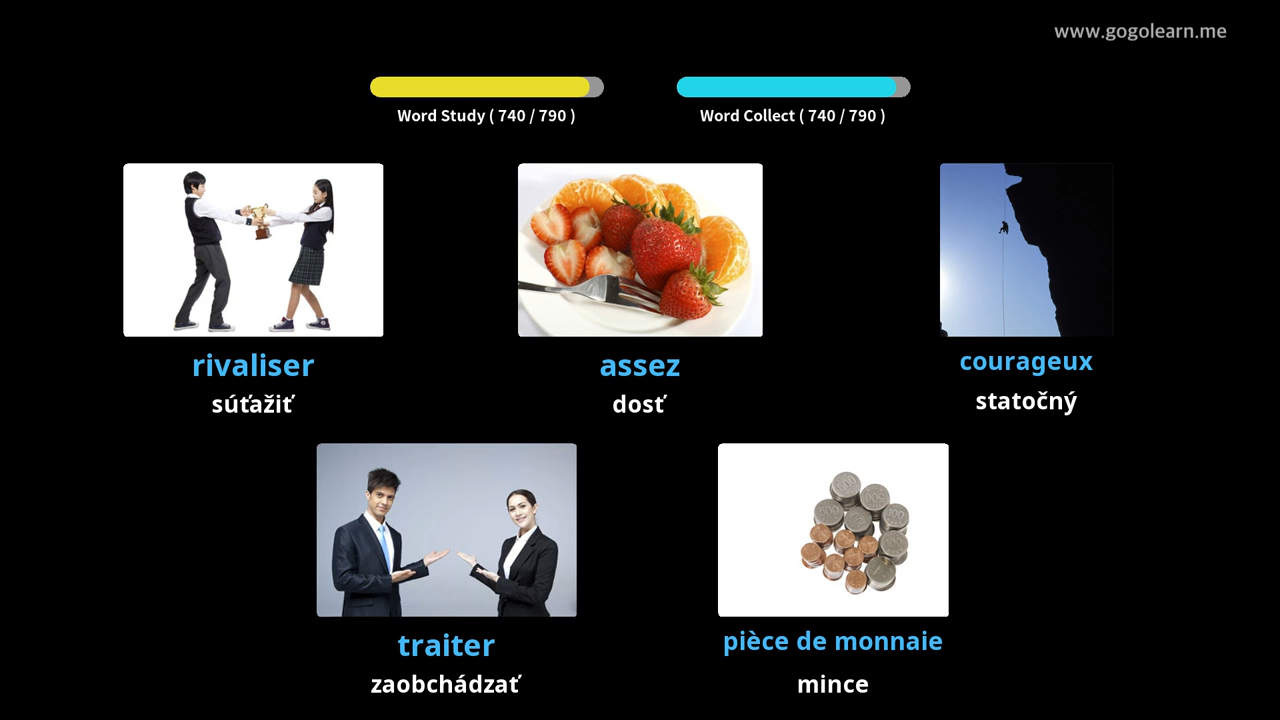 www.gogolearn.me
Word Study ( 740 / 790 )
Word Collect ( 740 / 790 )
rivaliser
súťažiť
assez
dosť
courageux
statočný
traiter
zaobchádzať
pièce de monnaie
mince